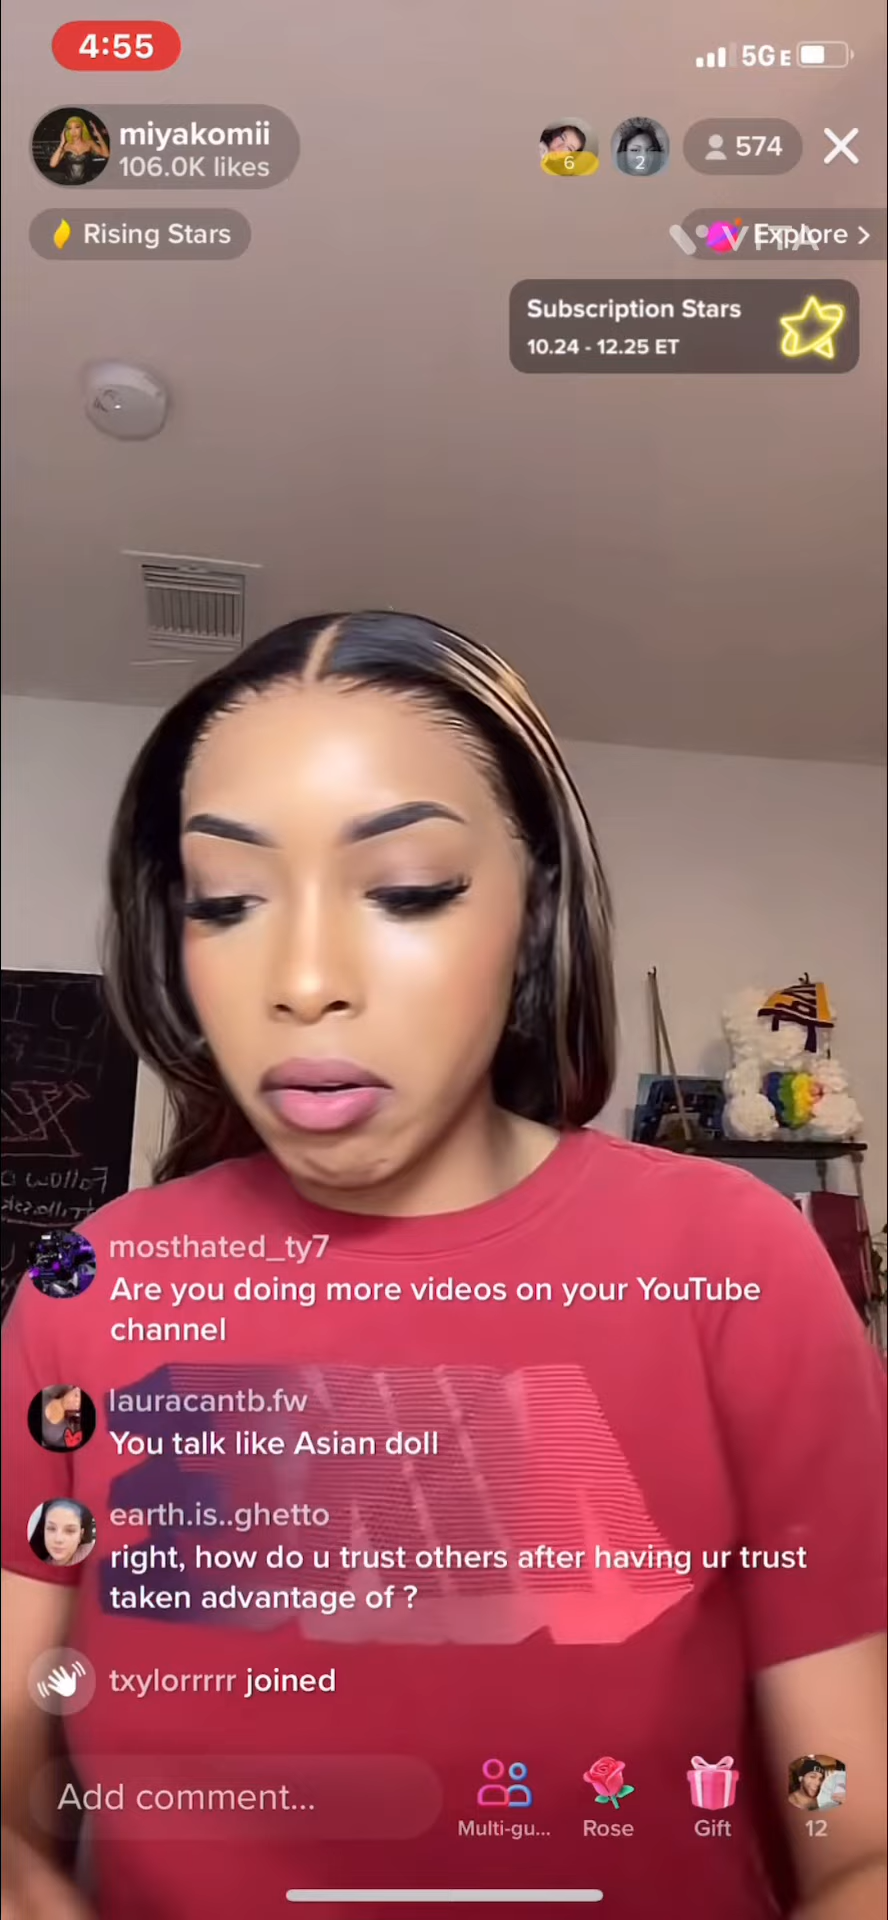 4:55
5GE
miyakomii
106.0K likes
6
2
574
Rising Stars
Explore >
VITA
Subscription Stars
10.24 - 12.25 ET
mosthated_ty7
Are you doing more videos on your YouTube
channel
lauracantb.fw
You talk like Asian doll
earth.is..ghetto
right, how do u trust others after having ur trust
taken advantage of ?
txylorrrrr joined
Add comment...
Multi-gu...
Rose
Gift
12